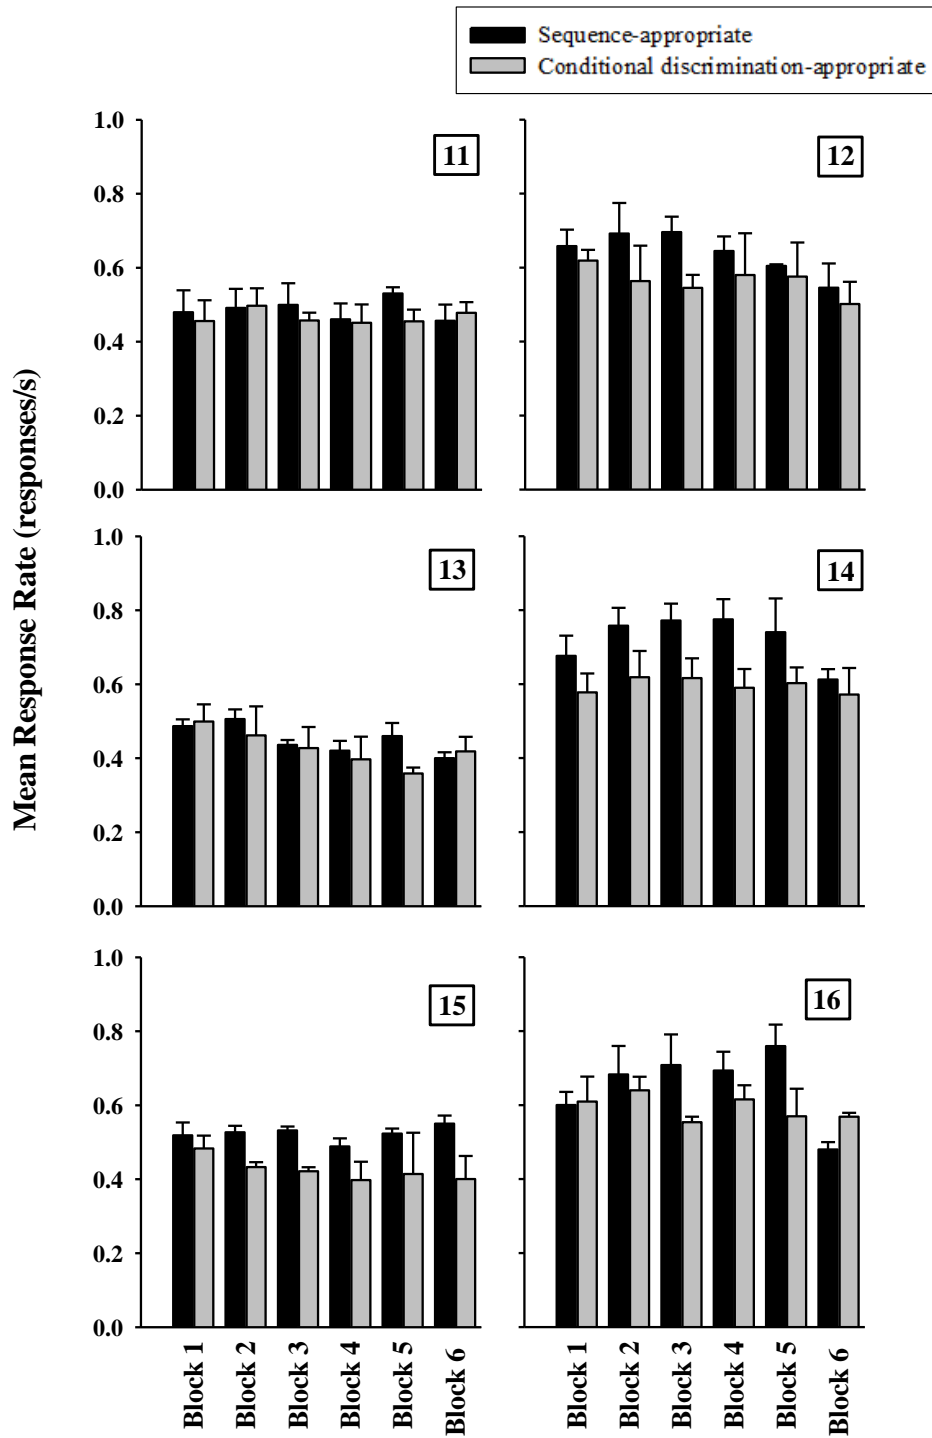 Sequence-appropriate
Conditional discrimination-appropriate
Mean Response Rate (responses/s)
1.0
0.8
0.6
0.4
0.2
0.0
11
12
1.0
0.8
0.6
0.4
0.2
0.0
13
14
1.0
0.8
0.6
0.4
0.2
0.0
15
16
Block 1
Block 2
Block 3
Block 4
Block 5
Block 6
Block 1
Block 2
Block 3
Block 4
Block 5
Block 6